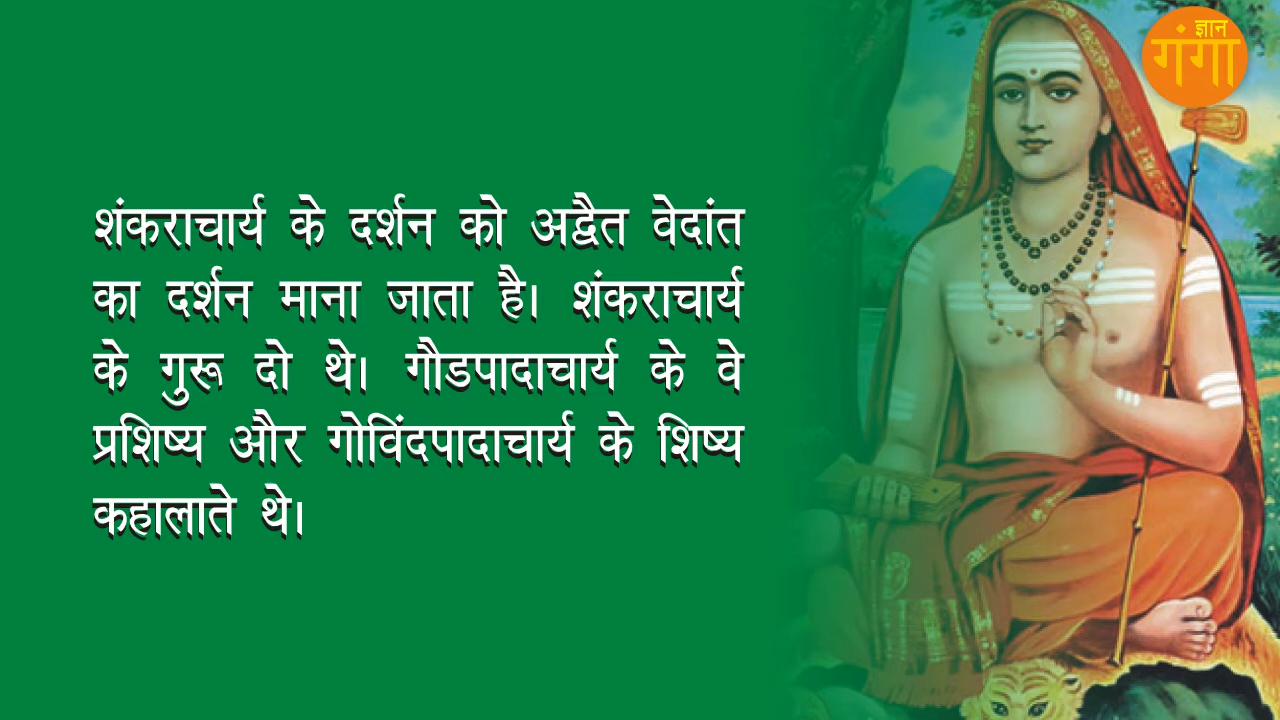 ज्ञान
गंगा
शंकराचार्य के दर्शन को अद्वैत वेदांत
का दर्शन माना जाता है। शंकराचार्य
के गुरू दो थे। गौडपादाचार्य के वे
प्रशिष्य और गोविंदपादाचार्य के शिष्य
कहालाते थे।